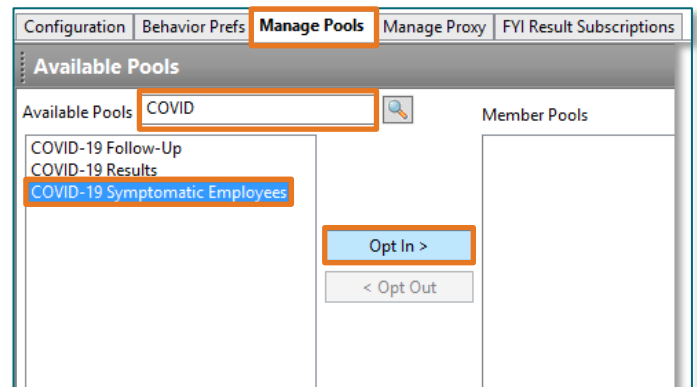 Configuration Behavior Prefs Manage Pools Manage Proxy FYI Result Subscriptions
Available Pools
Available Pools COVID Member Pools
COVID-19 Follow-Up
COVID-19 Results
COVID-19 Symptomatic Employees
Opt In >
< Opt Out